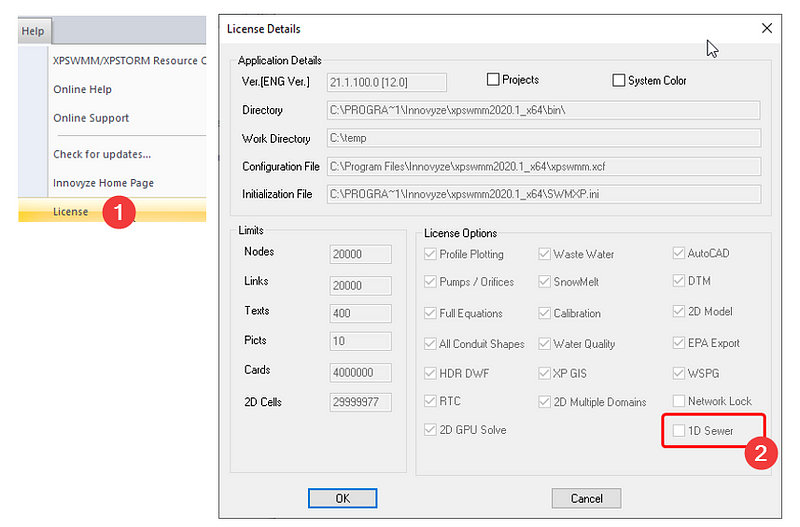 Help
XPSWMM/XPSTORM Resource C
Online Help
Online Support
Check for updates...
Innovyze Home Page
License
1
License Details
Application Details
Ver.[ENG Ver.] 21.1.100.0 [12.0] Projects System Color
Directory C:\PROGRA~1\Innovyze\xpswmm2020.1_x64\bin\
Work Directory C:\temp
Configuration File C:\Program Files\Innovyze\xpswmm2020.1_x64\xpswmm.xcf
Initialization File C:\PROGRA~1\Innovyze\xpswmm2020.1_x64\SWMXP.ini
Limits
Nodes 20000
Links 20000
Texts 400
Picts 10
Cards 4000000
2D Cells 29999977
License Options
Profile Plotting Waste Water AutoCAD
Pumps / Orifices SnowMelt DTM
Full Equations Calibration 2D Model
All Conduit Shapes Water Quality EPA Export
HDR DWF XP GIS WSPG
RTC 2D Multiple Domains Network Lock
2D GPU Solve 1D Sewer
2
OK Cancel